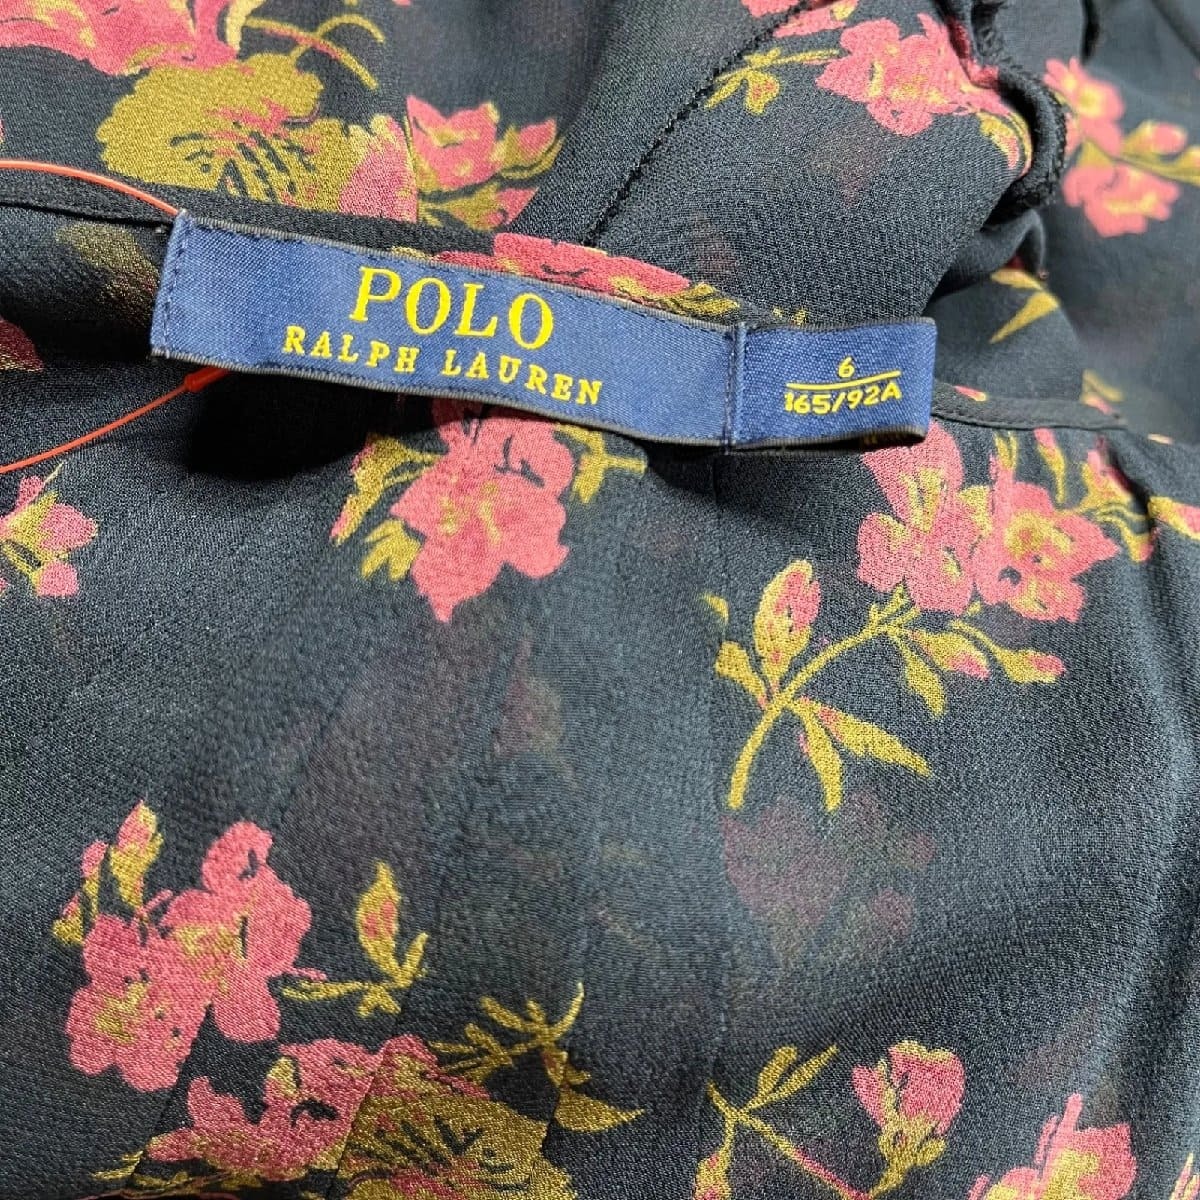 POLO
RALPH LAUREN
6
165/92A